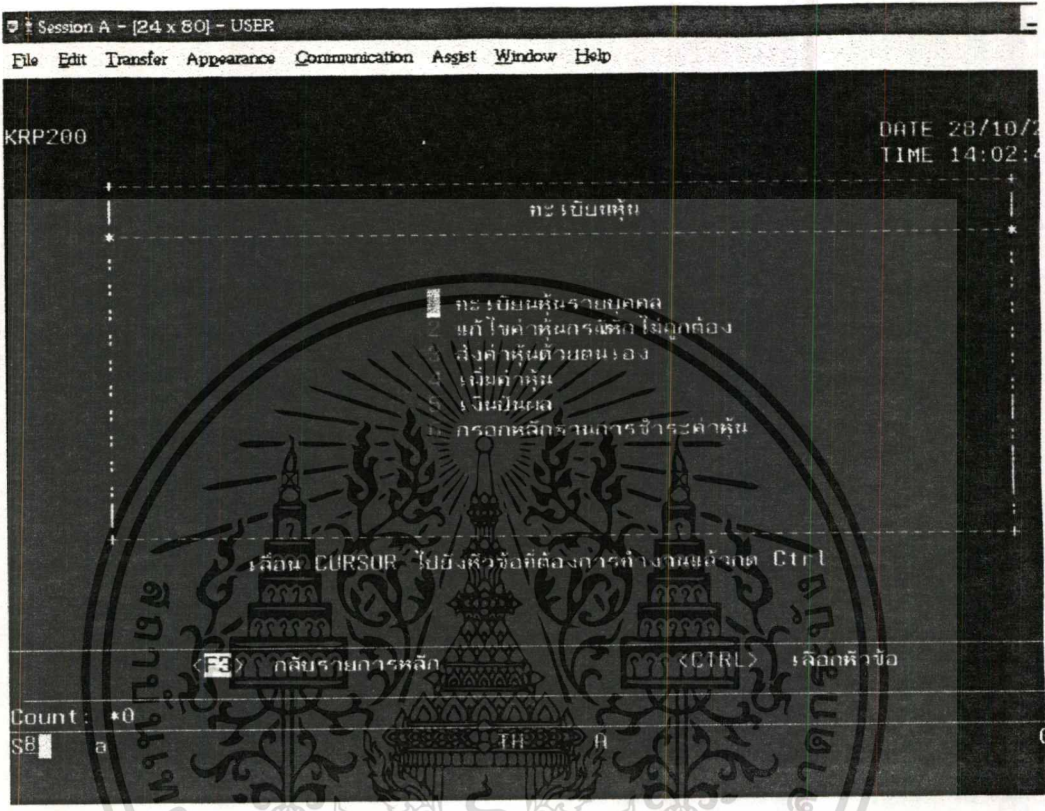 Session A - [24 x 80] - USER
File Edit Transfer Appearance Communication Assist Window Help
KRP200
DATE 28/10/2
TIME 14:02:4
ทะเบียนหุ้น
1 ทะเบียนหุ้นรายบุคคล
2 แก้ไขค่าหุ้นกรณีหักไม่ถูกต้อง
3 ส่งค่าหุ้นด้วยตนเอง
4 เพิ่มค่าหุ้น
5 เงินปันผล
6 กรอกหลักฐานการชำระค่าหุ้น
เลื่อน CURSOR ไปยังหัวข้อที่ต้องการทำงานแล้วกด Ctrl
<F3> กลับรายการหลัก <CTRL> เลือกหัวข้อ
Count: *0
SB a TH A 0